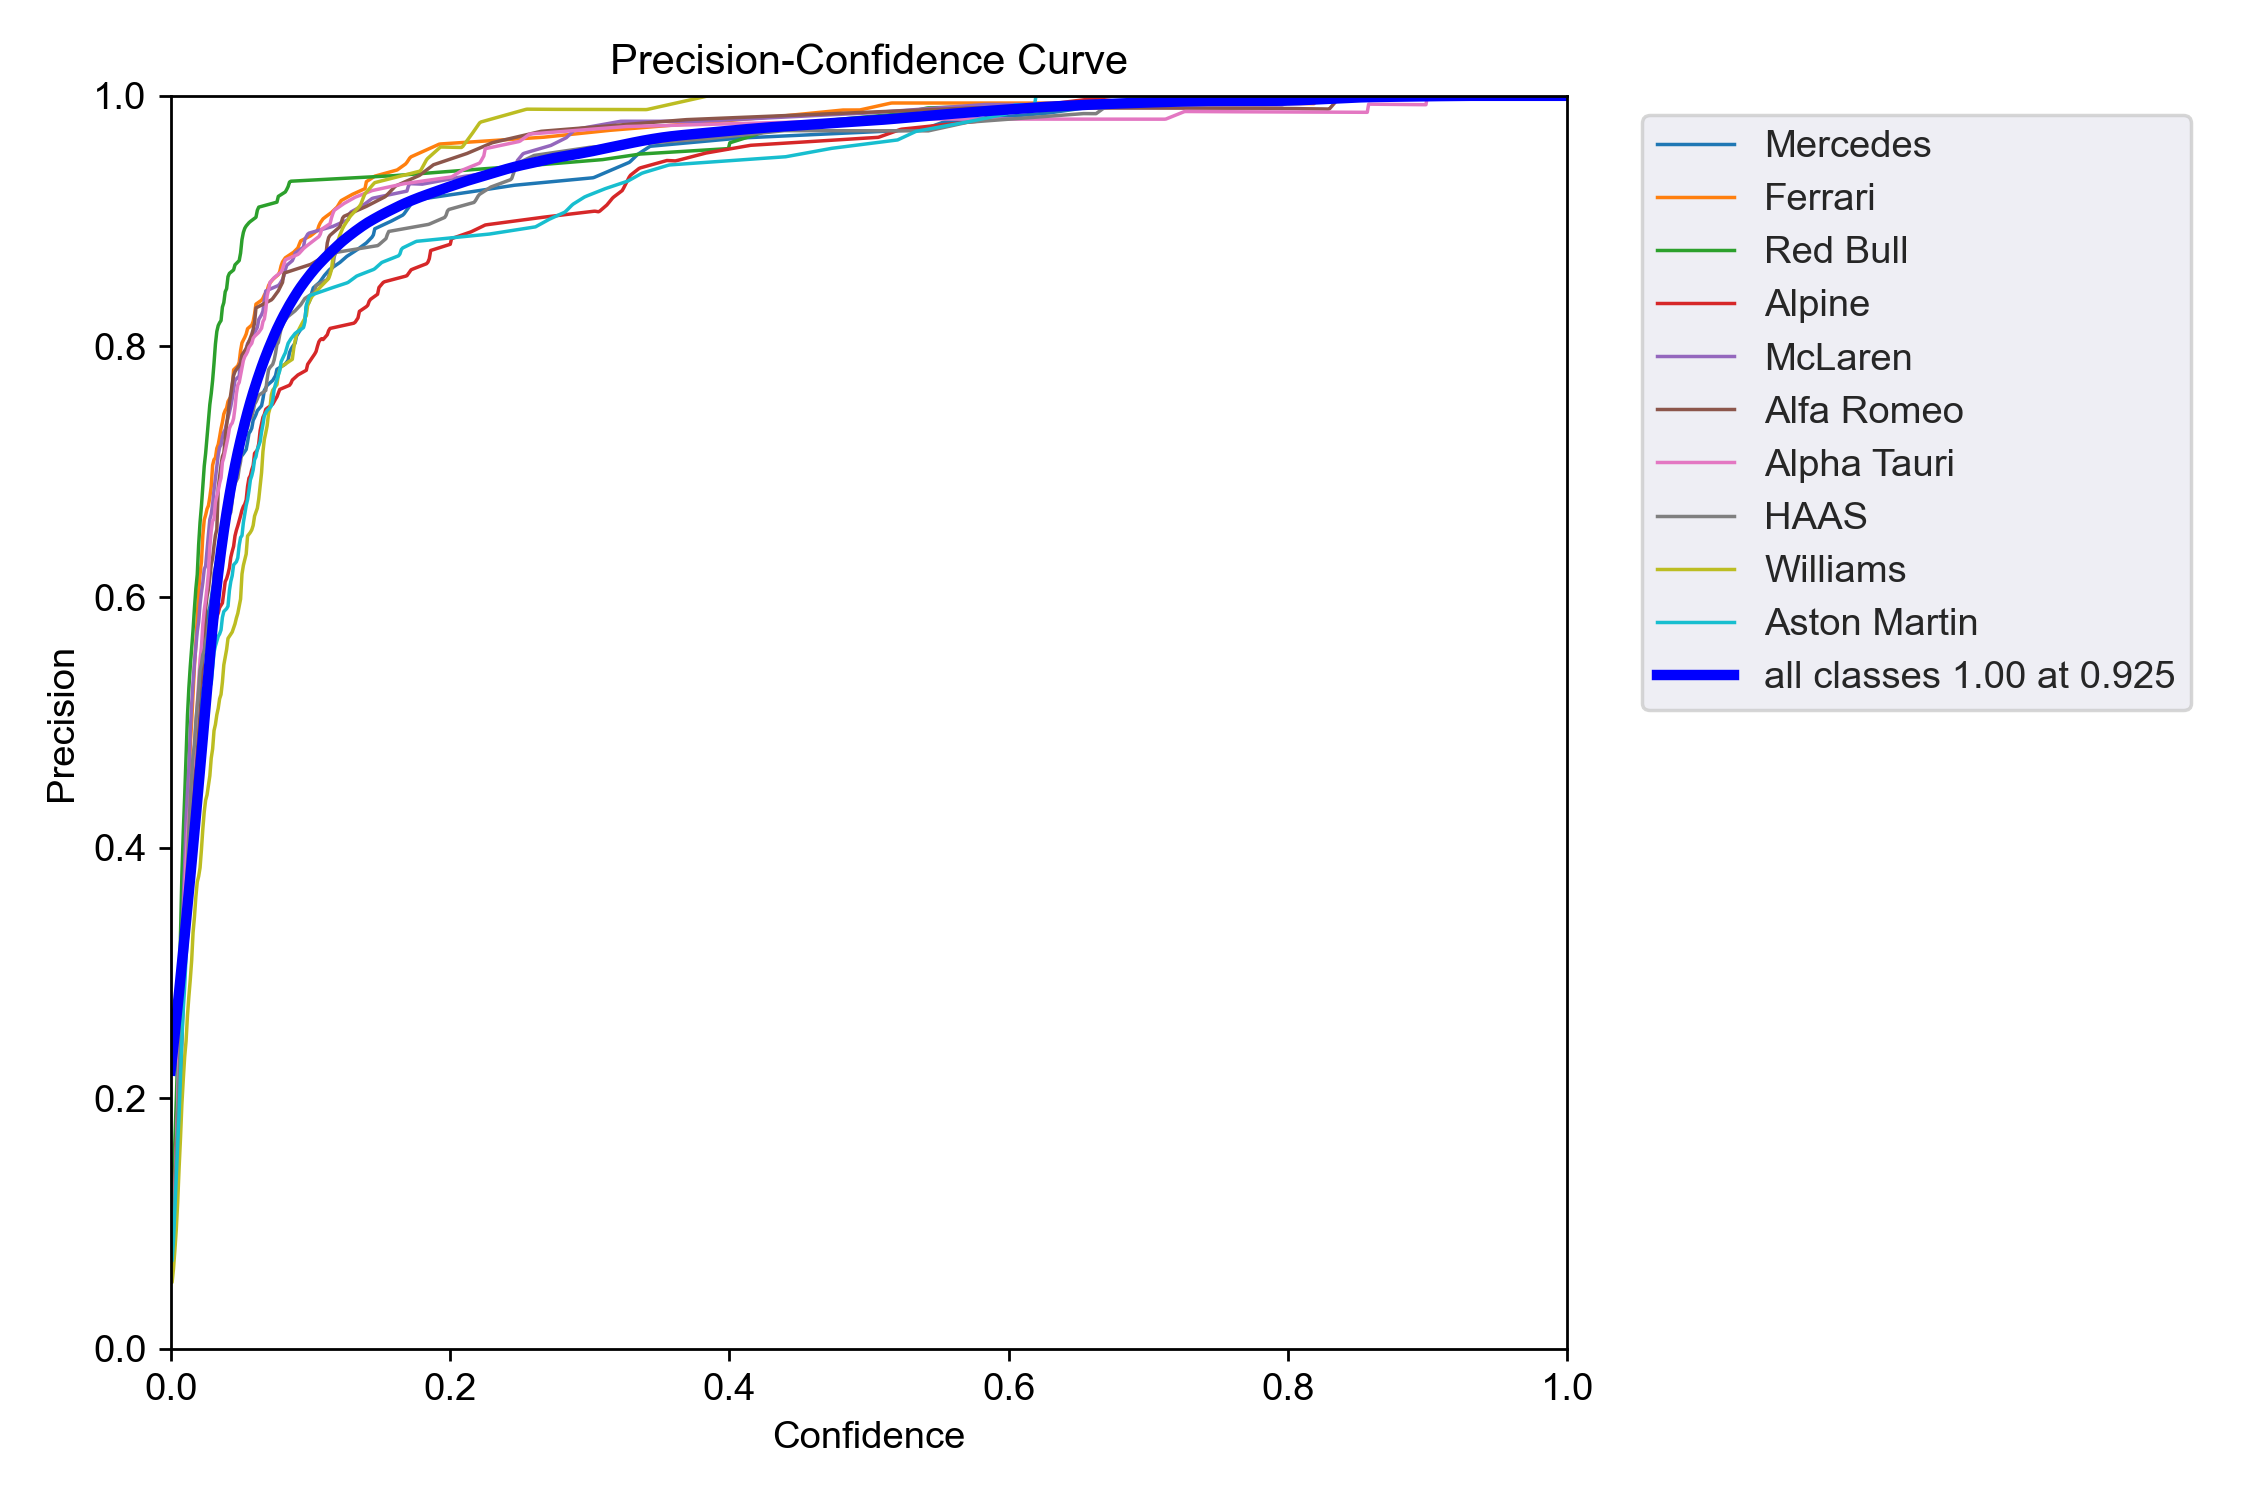 Precision-Confidence Curve
1.0
0.8
0.6
0.4
0.2
0.0
Precision
0.0 0.2 0.4 0.6 0.8 1.0
Confidence
Mercedes
Ferrari
Red Bull
Alpine
McLaren
Alfa Romeo
Alpha Tauri
HAAS
Williams
Aston Martin
all classes 1.00 at 0.925